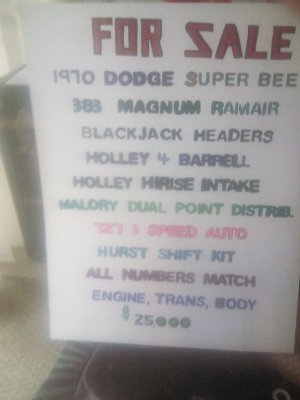 FOR SALE
1970 DODGE SUPER BEE
383 MAGNUM RAMAIR
BLACKJACK HEADERS
HOLLEY 4 BARRELL
HOLLEY HIRISE INTAKE
MALORY DUAL POINT DISTRIB.
727 3 SPEED AUTO
HURST SHIFT KIT
ALL NUMBERS MATCH
ENGINE, TRANS, BODY
$25000